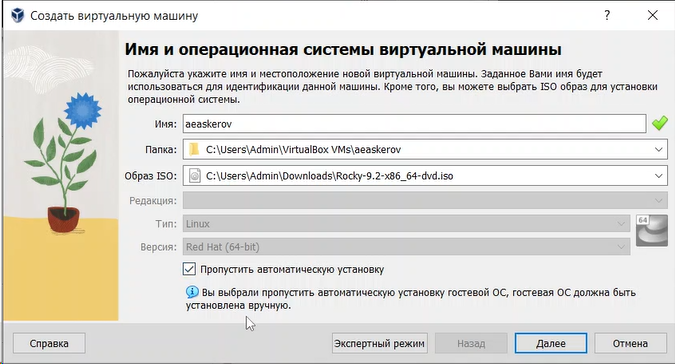 Создать виртуальную машину
?
Имя и операционная системы виртуальной машины
Пожалуйста укажите имя и местоположение новой виртуальной машины. Заданное Вами имя будет
использоваться для идентификации данной машины. Кроме того, вы можете выбрать ISO образ для установки
операционной системы.
Имя: aeaskerov
Папка: C:\Users\Admin\VirtualBox VMs\aeaskerov
Образ ISO: C:\Users\Admin\Downloads\Rocky-9.2-x86_64-dvd.iso
Редакция:
Тип: Linux
64
Версия: Red Hat (64-bit)
Пропустить автоматическую установку
Вы выбрали пропустить автоматическую установку гостевой ОС, гостевая ОС должна быть
установлена вручную.
Справка Экспертный режим Назад Далее Отмена